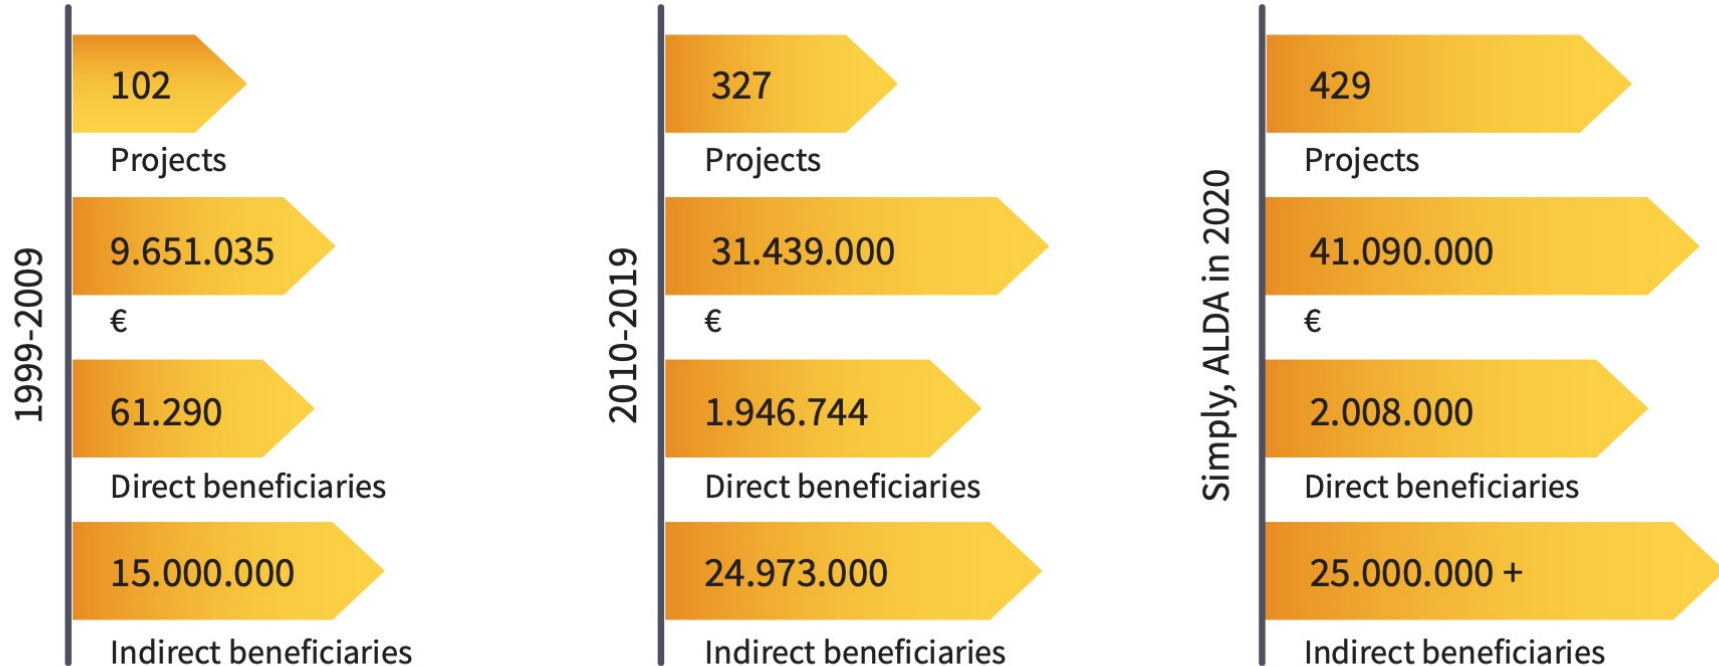 1999-2009
102
Projects
9.651.035
€
61.290
Direct beneficiaries
15.000.000
Indirect beneficiaries
2010-2019
327
Projects
31.439.000
€
1.946.744
Direct beneficiaries
24.973.000
Indirect beneficiaries
Simply, ALDA in 2020
429
Projects
41.090.000
€
2.008.000
Direct beneficiaries
25.000.000 +
Indirect beneficiaries